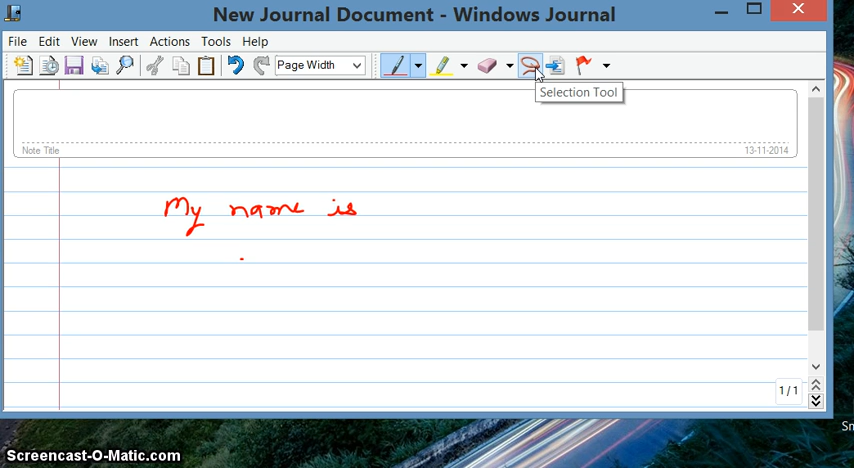 New Journal Document - Windows Journal
File Edit View Insert Actions Tools Help
Page Width
Selection Tool
Note Title 13-11-2014
My name is
1 / 1
Sn
Screencast-O-Matic.com